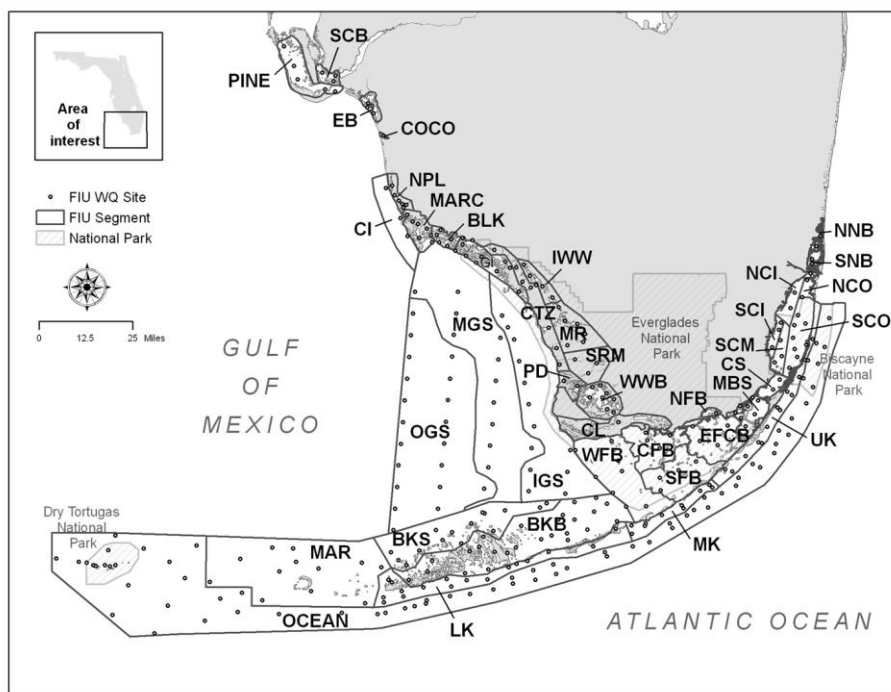 SCB
PINE
EB
COCO
Area
of
interest
FIU WQ Site
FIU Segment
National Park
0 12.5 25 Miles
NPL
MARC
BLK
CI
GI
IWW
NNB
SNB
NCI
NCO
SCI
SCO
SCM
CS
MBS
Biscayne
National
Park
CTZ
MGS
MR
Everglades
National
Park
SRM
PD
WWB
NFB
GULF
OF
MEXICO
OGS
CL
WFB
CPB
EFCB
UK
SFB
IGS
Dry Tortugas
National
Park
MAR
BKS
BKB
MK
OCEAN
LK
ATLANTIC OCEAN